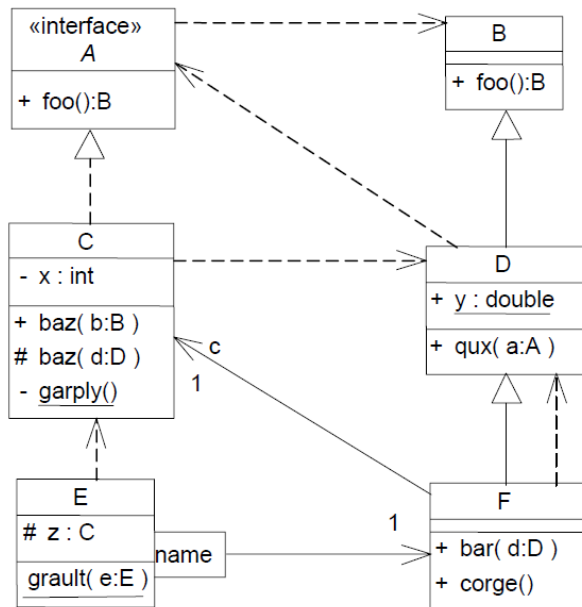 «interface»
A
+ foo():B
B
+ foo():B
C
- x : int
+ baz( b:B )
# baz( d:D )
- garply()
D
+ y : double
+ qux( a:A )
c
1
E
# z : C
grault( e:E )
name
1
F
+ bar( d:D )
+ corge()